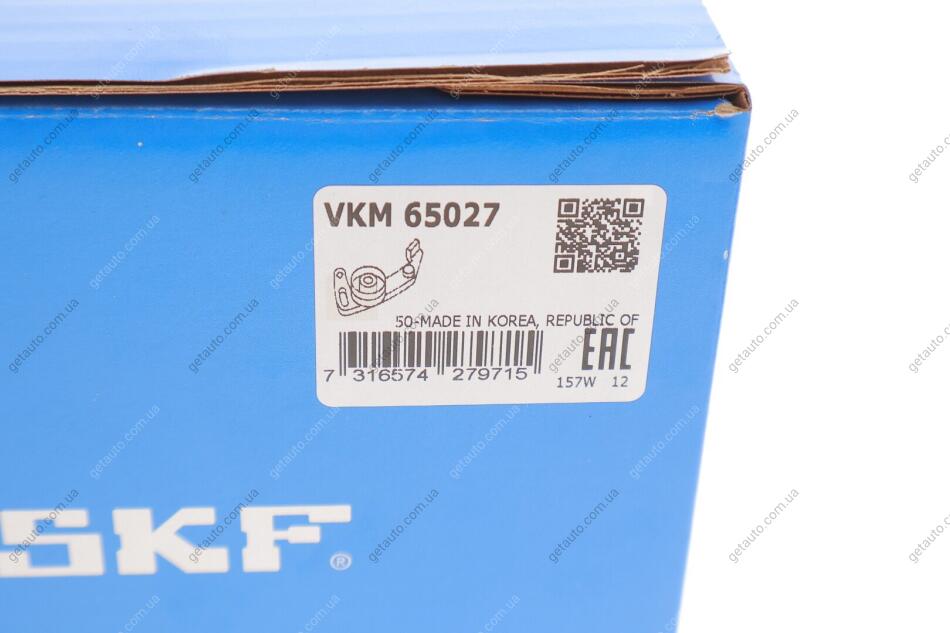 VKM 65027
50-MADE IN KOREA, REPUBLIC OF
EAC
7 316574 279715
157W 12
SKF®
getauto.com.ua